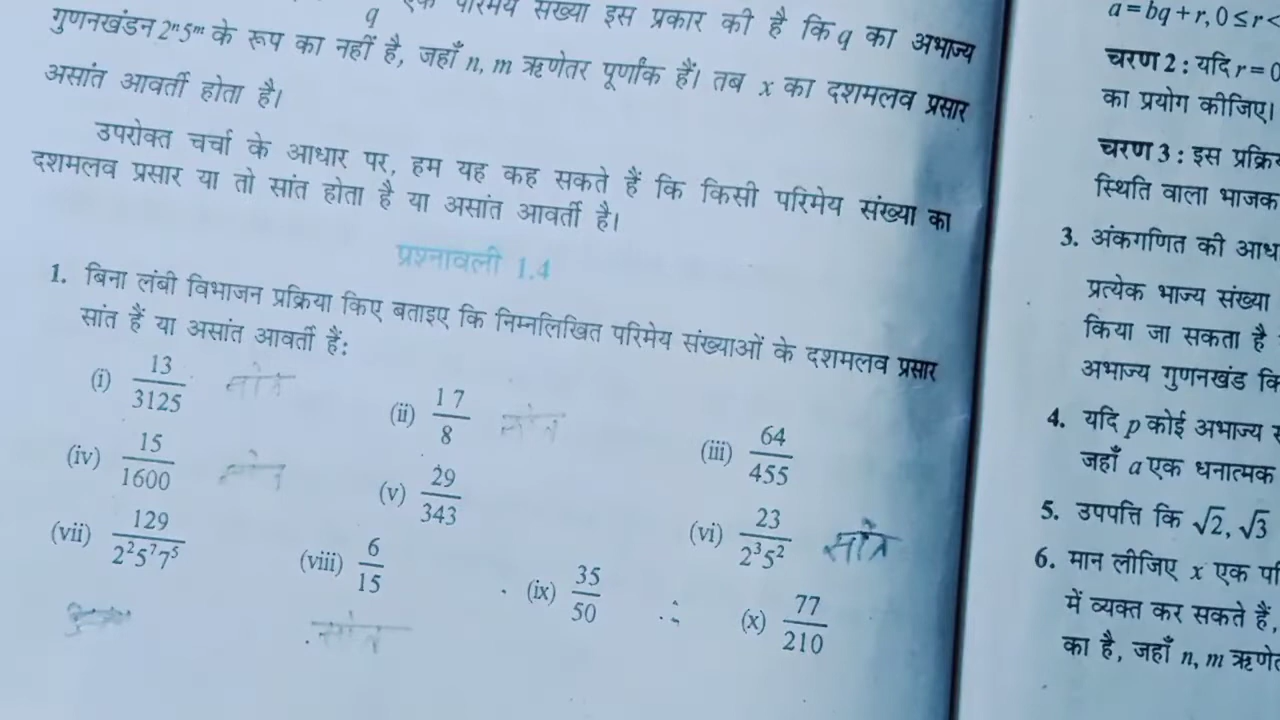 q एक परिमेय संख्या इस प्रकार की है कि q का अभाज्य
गुणनखंडन 2ⁿ5ᵐ के रूप का नहीं है, जहाँ n, m ऋणेतर पूर्णांक हैं। तब x का दशमलव प्रसार
असांत आवर्ती होता है।
उपरोक्त चर्चा के आधार पर, हम यह कह सकते हैं कि किसी परिमेय संख्या का
दशमलव प्रसार या तो सांत होता है या असांत आवर्ती है।
प्रश्नावली 1.4
1. बिना लंबी विभाजन प्रक्रिया किए बताइए कि निम्नलिखित परिमेय संख्याओं के दशमलव प्रसार
सांत हैं या असांत आवर्ती हैं:
(i) 13/3125 सांत
(ii) 17/8 सांत
(iii) 64/455
(iv) 15/1600 सांत
(v) 29/343
(vi) 23/2³5² सांत
(vii) 129/2²5⁷7⁵
(viii) 6/15
(ix) 35/50
(x) 77/210
सांत
a = bq + r, 0 ≤ r <
चरण 2 : यदि r = 0
का प्रयोग कीजिए।
चरण 3 : इस प्रक्रि
स्थिति वाला भाजक
3. अंकगणित की आध
प्रत्येक भाज्य संख्या
किया जा सकता है
अभाज्य गुणनखंड कि
4. यदि p कोई अभाज्य
जहाँ a एक धनात्मक
5. उपपत्ति कि √2, √3
6. मान लीजिए x एक
में व्यक्त कर सकते हैं,
का है, जहाँ n, m ऋणेत